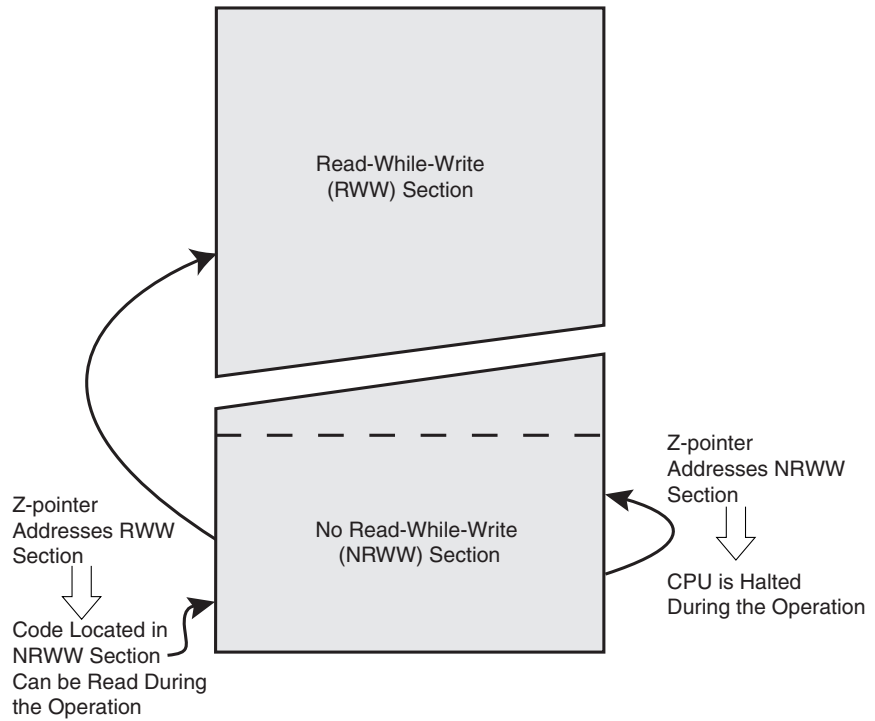 Read-While-Write
(RWW) Section
Z-pointer
Addresses NRWW
Section
Z-pointer
Addresses RWW
Section
No Read-While-Write
(NRWW) Section
CPU is Halted
During the Operation
Code Located in
NRWW Section
Can be Read During
the Operation